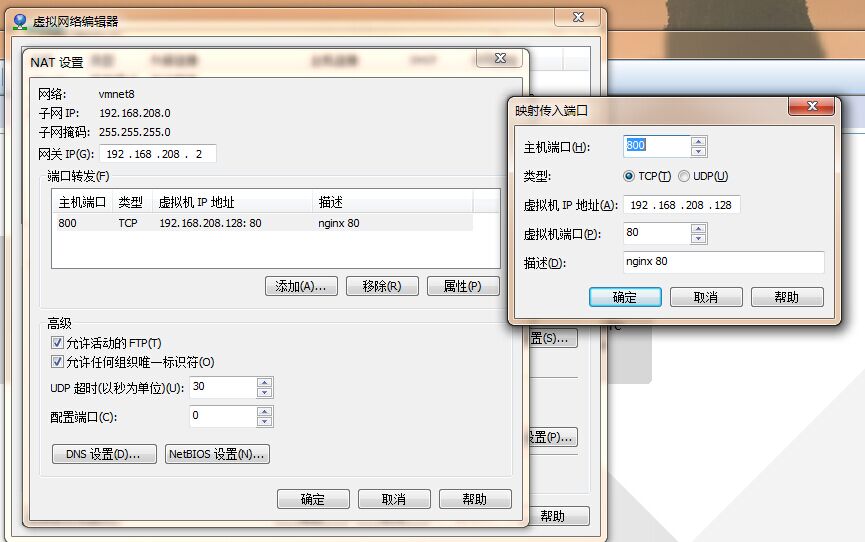 虚拟网络编辑器
NAT 设置
网络: vmnet8
子网 IP: 192.168.208.0
子网掩码: 255.255.255.0
网关 IP(G): 192 . 168 . 208 . 2
端口转发(F)
主机端口 类型 虚拟机 IP 地址 描述
800 TCP 192.168.208.128: 80 nginx 80
添加(A)... 移除(R) 属性(P)
高级
允许活动的 FTP(T)
允许任何组织唯一标识符(O)
UDP 超时(以秒为单位)(U): 30
配置端口(C): 0
DNS 设置(D)... NetBIOS 设置(N)...
确定 取消 帮助
映射传入端口
主机端口(H): 800
类型: TCP(T) UDP(U)
虚拟机 IP 地址(A): 192 . 168 . 208 . 128
虚拟机端口(P): 80
描述(D): nginx 80
确定 取消 帮助
置(S)...
设置(P)...
帮助